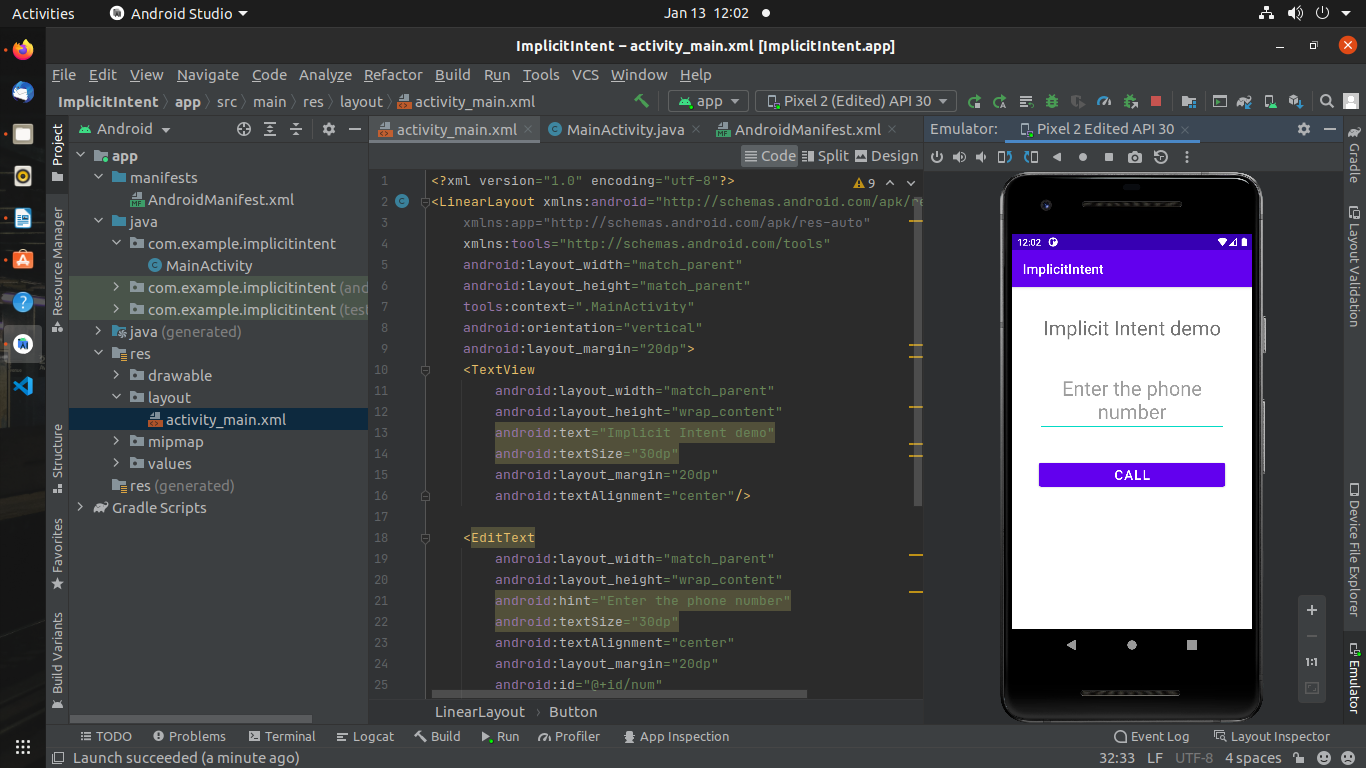 Activities
Android Studio
Jan 13 12:02
ImplicitIntent – activity_main.xml [ImplicitIntent.app]
File Edit View Navigate Code Analyze Refactor Build Run Tools VCS Window Help
ImplicitIntent app src main res layout activity_main.xml
app
Pixel 2 (Edited) API 30
Project
Resource Manager
Structure
Favorites
Build Variants
Android
app
manifests
AndroidManifest.xml
java
com.example.implicitintent
MainActivity
com.example.implicitintent (and
com.example.implicitintent (test
java (generated)
res
drawable
layout
activity_main.xml
mipmap
values
res (generated)
Gradle Scripts
activity_main.xml MainActivity.java AndroidManifest.xml
Code Split Design
9
1 <?xml version="1.0" encoding="utf-8"?>
2 <LinearLayout xmlns:android="http://schemas.android.com/apk/re
3 xmlns:app="http://schemas.android.com/apk/res-auto"
4 xmlns:tools="http://schemas.android.com/tools"
5 android:layout_width="match_parent"
6 android:layout_height="match_parent"
7 tools:context=".MainActivity"
8 android:orientation="vertical"
9 android:layout_margin="20dp">
10 <TextView
11 android:layout_width="match_parent"
12 android:layout_height="wrap_content"
13 android:text="Implicit Intent demo"
14 android:textSize="30dp"
15 android:layout_margin="20dp"
16 android:textAlignment="center"/>
17
18 <EditText
19 android:layout_width="match_parent"
20 android:layout_height="wrap_content"
21 android:hint="Enter the phone number"
22 android:textSize="30dp"
23 android:textAlignment="center"
24 android:layout_margin="20dp"
25 android:id="@+id/num"
LinearLayout › Button
Emulator: Pixel 2 Edited API 30
12:02
ImplicitIntent
Implicit Intent demo
Enter the phone
number
CALL
1:1
Gradle
Layout Validation
Device File Explorer
Emulator
TODO Problems Terminal Logcat Build Run Profiler App Inspection Event Log Layout Inspector
Launch succeeded (a minute ago)
32:33 LF UTF-8 4 spaces